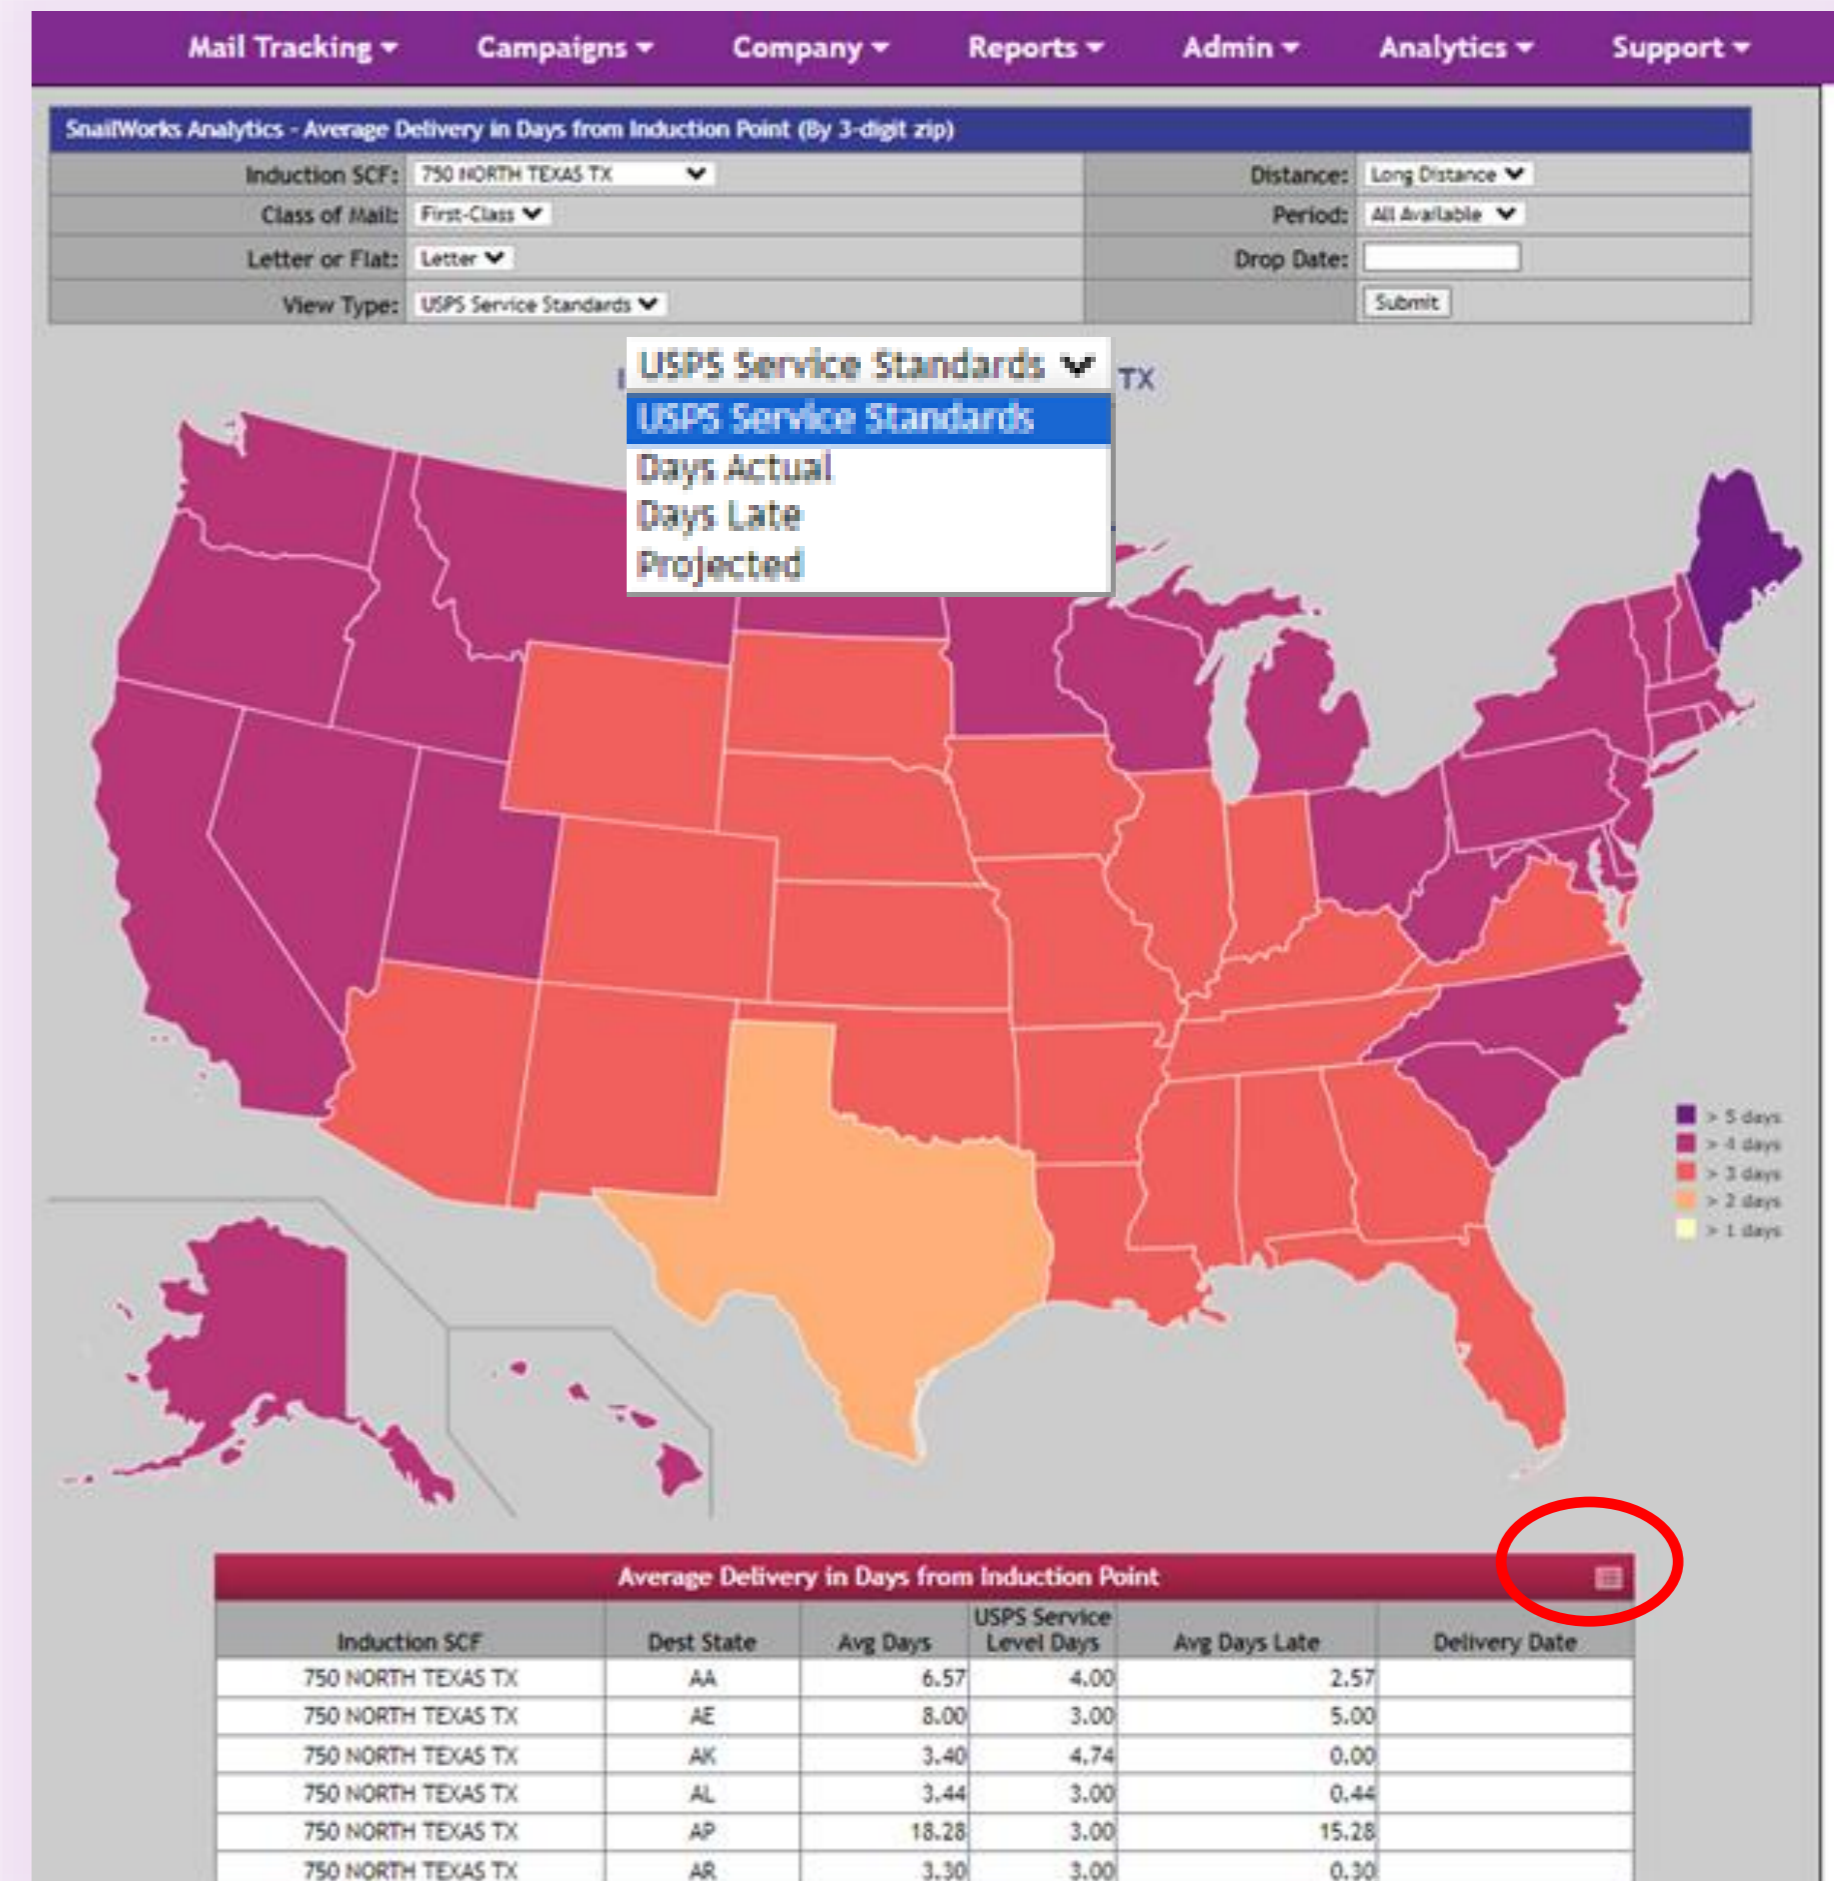 Mail Tracking Campaigns Company Reports Admin Analytics Support
SnailWorks Analytics - Average Delivery in Days from Induction Point (By 3-digit zip)
Induction SCF: 750 NORTH TEXAS TX Distance: Long Distance
Class of Mail: First-Class Period: All Available
Letter or Flat: Letter Drop Date:
View Type: USPS Service Standards Submit
USPS Service Standards TX
USPS Service Standards
Days Actual
Days Late
Projected
> 5 days
> 4 days
> 3 days
> 2 days
> 1 days
Average Delivery in Days from Induction Point
Induction SCF Dest State Avg Days USPS Service Level Days Avg Days Late Delivery Date
750 NORTH TEXAS TX AA 6.57 4.00 2.57
750 NORTH TEXAS TX AE 8.00 3.00 5.00
750 NORTH TEXAS TX AK 3.40 4.74 0.00
750 NORTH TEXAS TX AL 3.44 3.00 0.44
750 NORTH TEXAS TX AP 18.28 3.00 15.28
750 NORTH TEXAS TX AR 3.30 3.00 0.30